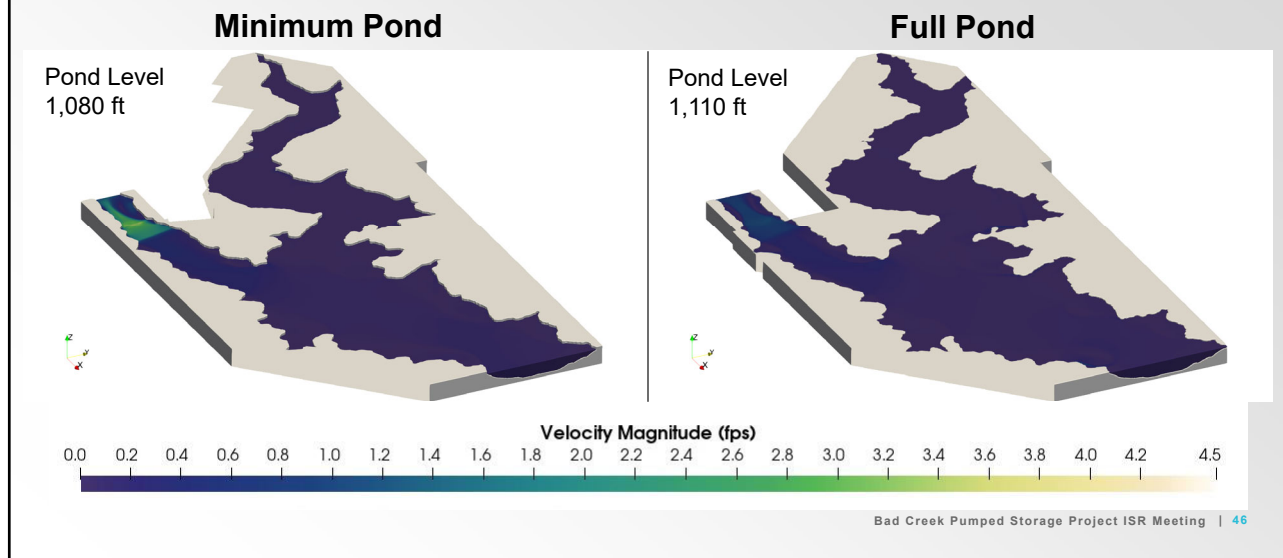 Minimum Pond
Full Pond
Pond Level
1,080 ft
Pond Level
1,110 ft
Z
Y
X
Z
Y
X
Velocity Magnitude (fps)
0.0 0.2 0.4 0.6 0.8 1.0 1.2 1.4 1.6 1.8 2.0 2.2 2.4 2.6 2.8 3.0 3.2 3.4 3.6 3.8 4.0 4.2 4.5
Bad Creek Pumped Storage Project ISR Meeting | 46